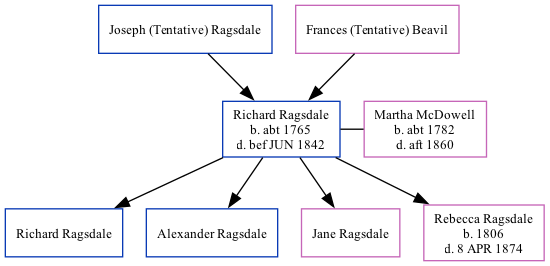 Joseph (Tentative) Ragsdale
Frances (Tentative) Beavil
Richard Ragsdale
b. abt 1765
d. bef JUN 1842
Martha McDowell
b. abt 1782
d. aft 1860
Richard Ragsdale
Alexander Ragsdale
Jane Ragsdale
Rebecca Ragsdale
b. 1806
d. 8 APR 1874